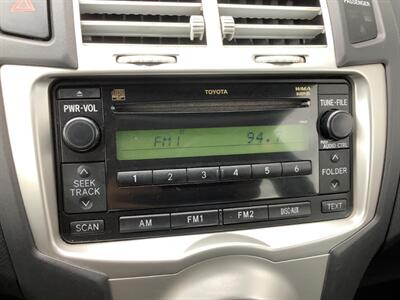 PASSENGER
PWR·VOL
TOYOTA
WMA
MP3
TUNE·FILE
FM1
94.
AUDIO CTRL
SEEK
TRACK
1 2 3 4 5 6
FOLDER
SCAN
AM
FM1
FM2
DISC·AUX
TEXT